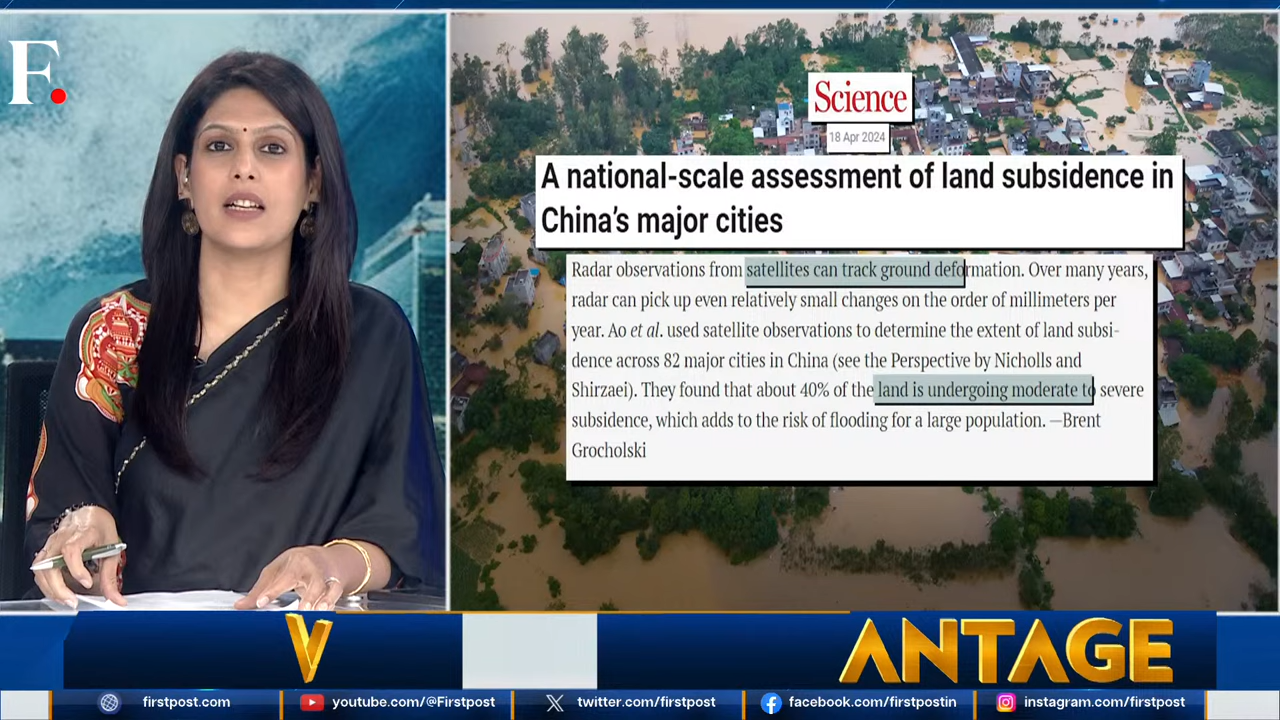 F.
Science
18 Apr 2024
A national-scale assessment of land subsidence in
China's major cities
Radar observations from satellites can track ground deformation. Over many years,
radar can pick up even relatively small changes on the order of millimeters per
year. Ao et al. used satellite observations to determine the extent of land subsi-
dence across 82 major cities in China (see the Perspective by Nicholls and
Shirzaei). They found that about 40% of the land is undergoing moderate to severe
subsidence, which adds to the risk of flooding for a large population. —Brent
Grocholski
V ANTAGE
firstpost.com
youtube.com/@Firstpost
twitter.com/firstpost
facebook.com/firstpostin
instagram.com/firstpost